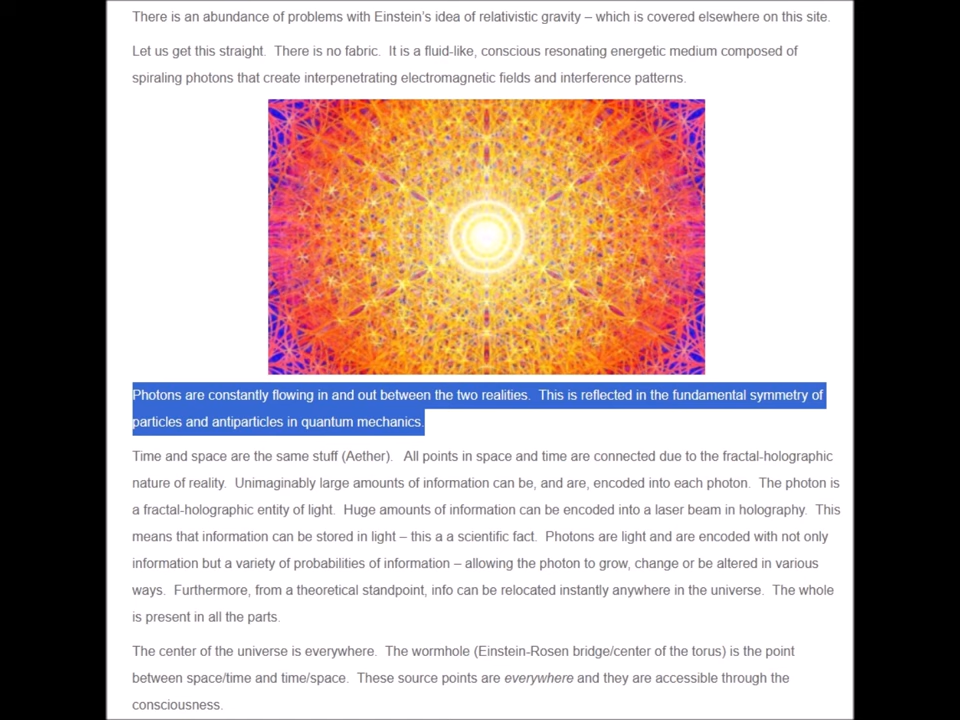 There is an abundance of problems with Einstein’s idea of relativistic gravity – which is covered elsewhere on this site.
Let us get this straight.  There is no fabric.  It is a fluid-like, conscious resonating energetic medium composed of
spiraling photons that create interpenetrating electromagnetic fields and interference patterns.
Photons are constantly flowing in and out between the two realities.  This is reflected in the fundamental symmetry of
particles and antiparticles in quantum mechanics.
Time and space are the same stuff (Aether).   All points in space and time are connected due to the fractal-holographic
nature of reality.  Unimaginably large amounts of information can be, and are, encoded into each photon.  The photon is
a fractal-holographic entity of light.  Huge amounts of information can be encoded into a laser beam in holography.  This
means that information can be stored in light – this a a scientific fact.  Photons are light and are encoded with not only
information but a variety of probabilities of information – allowing the photon to grow, change or be altered in various
ways.  Furthermore, from a theoretical standpoint, info can be relocated instantly anywhere in the universe.  The whole
is present in all the parts.
The center of the universe is everywhere.  The wormhole (Einstein-Rosen bridge/center of the torus) is the point
between space/time and time/space.  These source points are everywhere and they are accessible through the
consciousness.